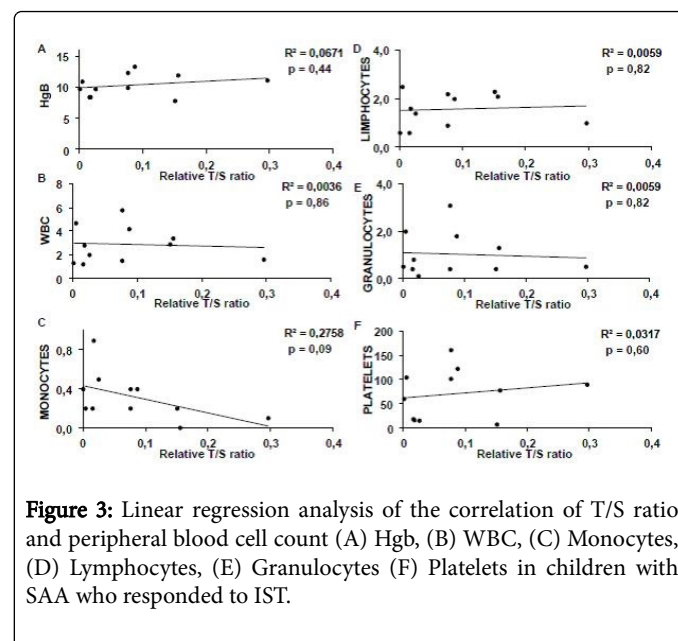 A
R² = 0,0671
p = 0,44
HgB
15
10
5
0
0
0,1
0,2
0,3
0,4
Relative T/S ratio
B
R² = 0,0036
p = 0,86
WBC
8
6
4
2
0
0
0,1
0,2
0,3
0,4
Relative T/S ratio
C
R² = 0,2758
p = 0,09
MONOCYTES
0,8
0,4
0,0
0
0,1
0,2
0,3
0,4
Relative T/S ratio
D
R² = 0,0059
p = 0,82
LIMPHOCYTES
4,0
2,0
0,0
0
0,1
0,2
0,3
0,4
Relative T/S ratio
E
R² = 0,0059
p = 0,82
GRANULOCYTES
4,0
2,0
0,0
0
0,1
0,2
0,3
0,4
Relative T/S ratio
F
R² = 0,0317
p = 0,60
PLATELETS
200
150
100
50
0
0
0,1
0,2
0,3
0,4
Relative T/S ratio
Figure 3: Linear regression analysis of the correlation of T/S ratio
and peripheral blood cell count (A) Hgb, (B) WBC, (C) Monocytes,
(D) Lymphocytes, (E) Granulocytes (F) Platelets in children with
SAA who responded to IST.